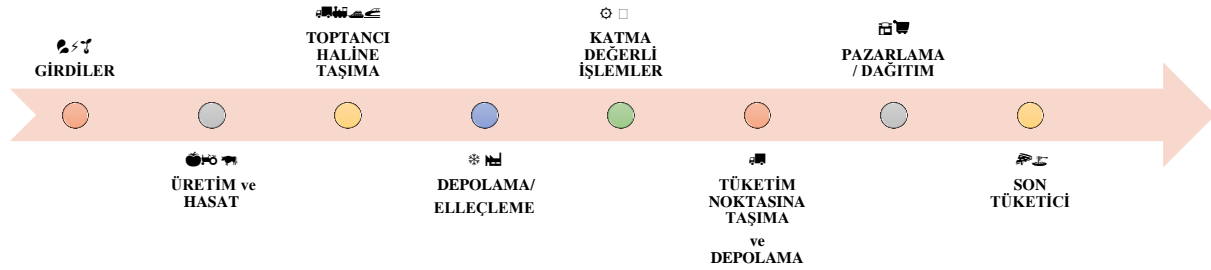 GİRDİLER
ÜRETİM ve
HASAT
TOPTANCI
HALİNE
TAŞIMA
DEPOLAMA/
ELLEÇLEME
KATMA
DEĞERLİ
İŞLEMLER
TÜKETİM
NOKTASINA
TAŞIMA
ve
DEPOLAMA
PAZARLAMA
/ DAĞITIM
SON
TÜKETİCİ